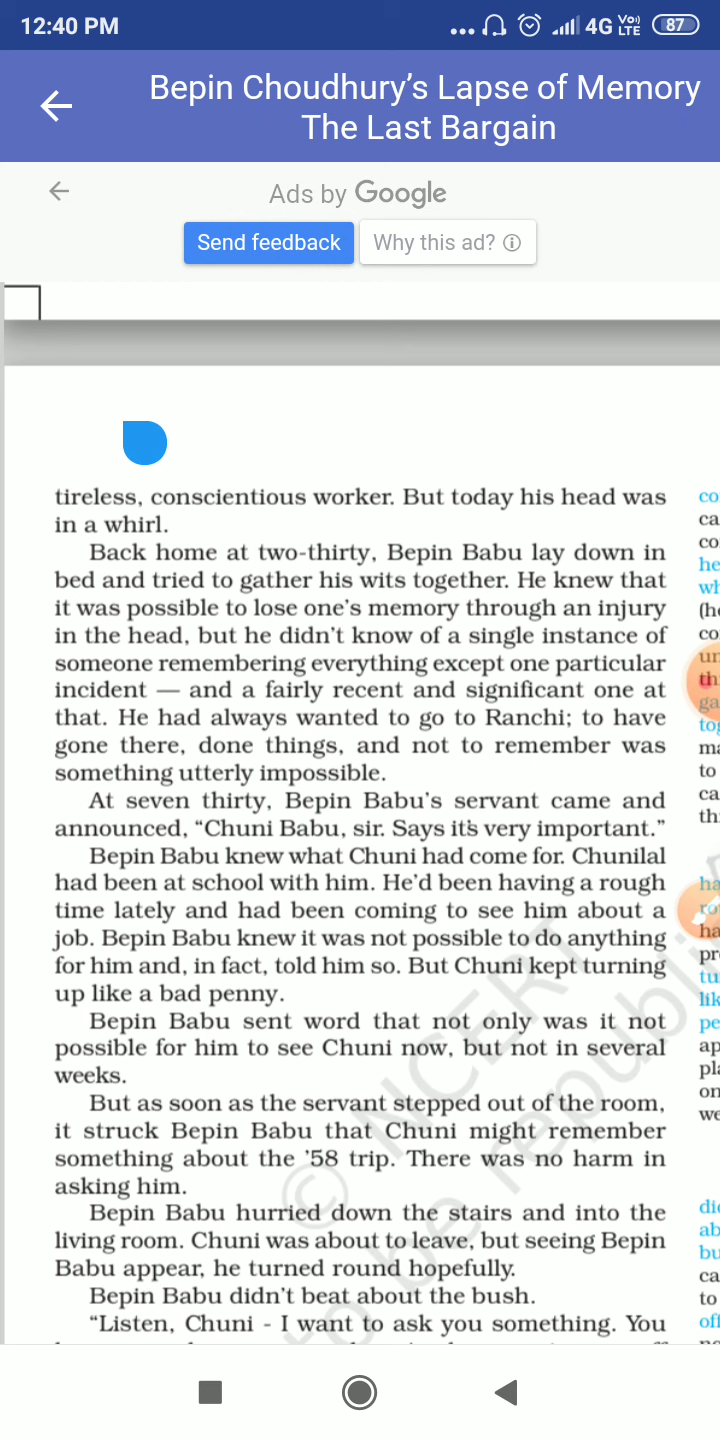 12:40 PM
4G Vo)) LTE 87
Bepin Choudhury's Lapse of Memory
The Last Bargain
Ads by Google
Send feedback
Why this ad?
tireless, conscientious worker. But today his head was
in a whirl.
Back home at two-thirty, Bepin Babu lay down in
bed and tried to gather his wits together. He knew that
it was possible to lose one's memory through an injury
in the head, but he didn't know of a single instance of
someone remembering everything except one particular
incident — and a fairly recent and significant one at
that. He had always wanted to go to Ranchi; to have
gone there, done things, and not to remember was
something utterly impossible.
At seven thirty, Bepin Babu's servant came and
announced, “Chuni Babu, sir. Says it's very important.”
Bepin Babu knew what Chuni had come for. Chunilal
had been at school with him. He'd been having a rough
time lately and had been coming to see him about a
job. Bepin Babu knew it was not possible to do anything
for him and, in fact, told him so. But Chuni kept turning
up like a bad penny.
Bepin Babu sent word that not only was it not
possible for him to see Chuni now, but not in several
weeks.
But as soon as the servant stepped out of the room,
it struck Bepin Babu that Chuni might remember
something about the '58 trip. There was no harm in
asking him.
Bepin Babu hurried down the stairs and into the
living room. Chuni was about to leave, but seeing Bepin
Babu appear, he turned round hopefully.
Bepin Babu didn't beat about the bush.
“Listen, Chuni - I want to ask you something. You
© NCERT
to be republi